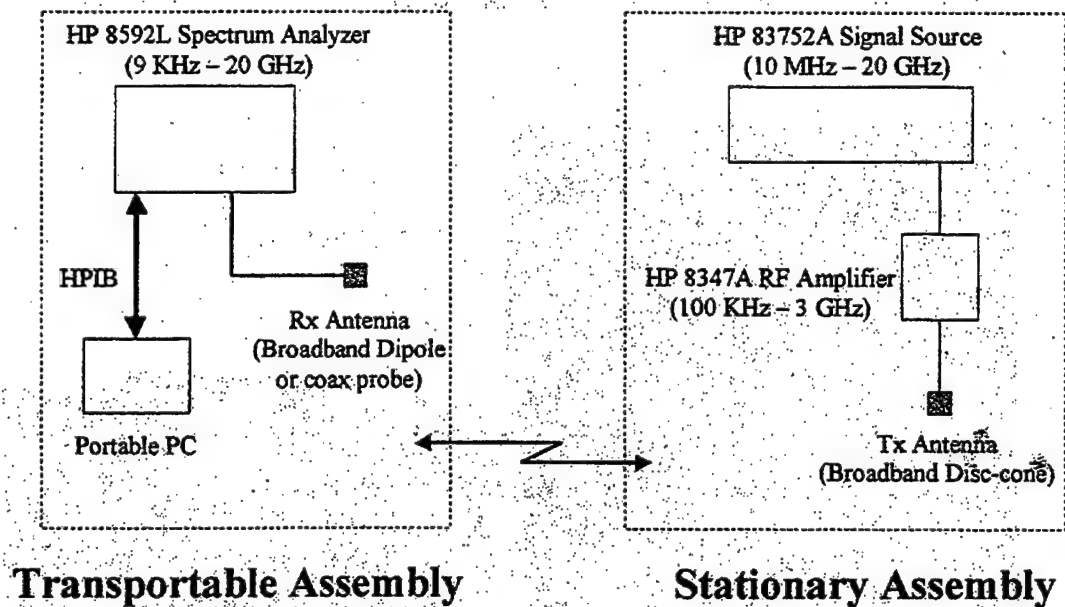 HP 8592L Spectrum Analyzer
(9 KHz – 20 GHz)
HPIB
Rx Antenna
(Broadband Dipole
or coax probe)
Portable PC
Transportable Assembly
HP 83752A Signal Source
(10 MHz – 20 GHz)
HP 8347A RF Amplifier
(100 KHz – 3 GHz)
Tx Antenna
(Broadband Disc-cone)
Stationary Assembly